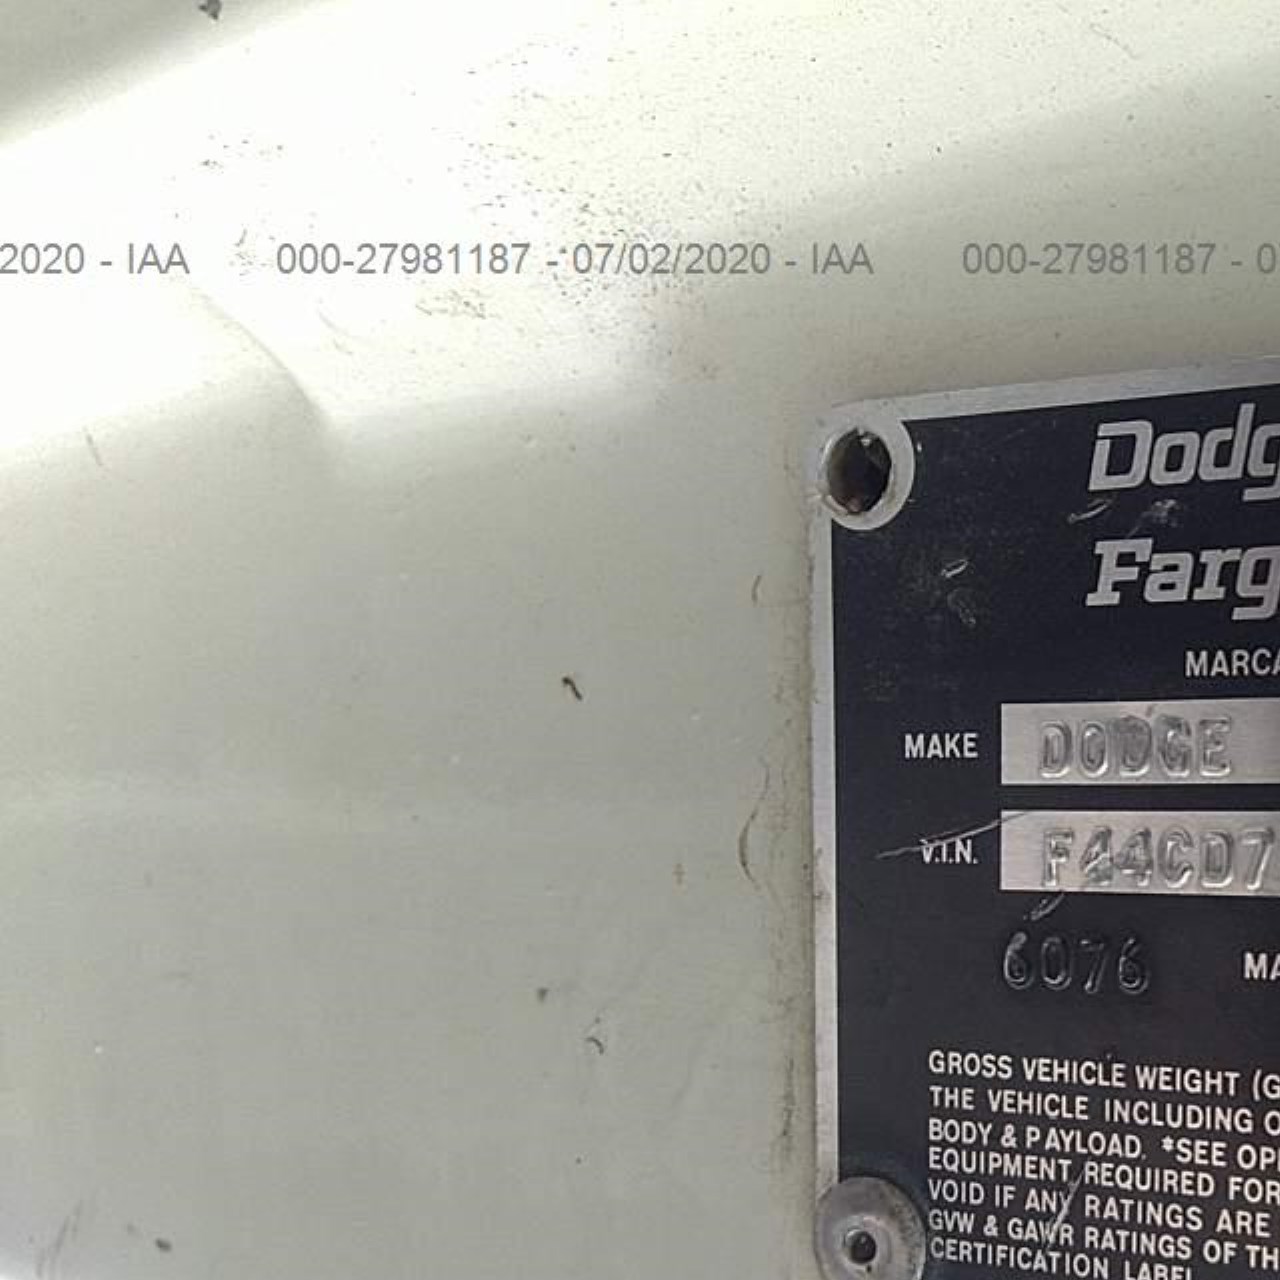 2020 - IAA 000-27981187 - 07/02/2020 - IAA 000-27981187 - 0
Dodg
Farg
MARCA
MAKE DODGE
V.I.N. F44CD7
6076 MA
GROSS VEHICLE WEIGHT (G
THE VEHICLE INCLUDING O
BODY & PAYLOAD. *SEE OP
EQUIPMENT REQUIRED FOR
VOID IF ANY RATINGS ARE
GVW & GAWR RATINGS OF TH
CERTIFICATION LABEL